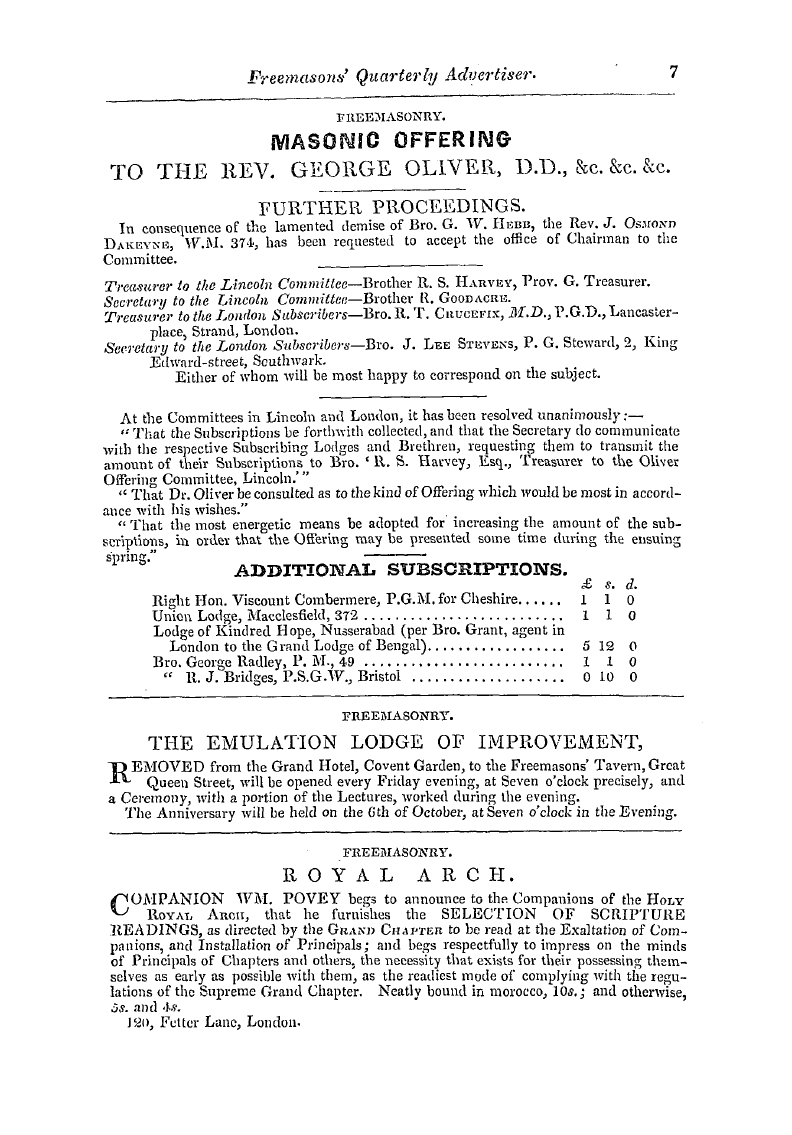 Freemasons' Quarterly Advertiser. 7
FREEMASONRY.
MASONIC OFFERING
TO THE REV. GEORGE OLIVER, D.D., &c. &c. &c.
FURTHER PROCEEDINGS.
In consequence of the lamented demise of Bro. G. W. HEBB, the Rev. J. OSMOND
DAKEYNE, W.M. 374, has been requested to accept the office of Chairman to the
Committee.
Treasurer to the Lincoln Committee—Brother R. S. HARVEY, Prov. G. Treasurer.
Secretary to the Lincoln Committee—Brother R. GOODACRE.
Treasurer to the London Subscribers—Bro. R. T. CRUCEFIX, M.D., P.G.D., Lancaster-
place, Strand, London.
Secretary to the London Subscribers—Bro. J. LEE STEVENS, P. G. Steward, 2, King
Edward-street, Southwark.
Either of whom will be most happy to correspond on the subject.
At the Committees in Lincoln and London, it has been resolved unanimously:—
"That the Subscriptions be forthwith collected, and that the Secretary do communicate
with the respective Subscribing Lodges and Brethren, requesting them to transmit the
amount of their Subscriptions to Bro. 'R. S. Harvey, Esq., Treasurer to the Oliver
Offering Committee, Lincoln.'"
"That Dr. Oliver be consulted as to the kind of Offering which would be most in accord-
ance with his wishes."
"That the most energetic means be adopted for increasing the amount of the sub-
scriptions, in order that the Offering may be presented some time during the ensuing
spring."
ADDITIONAL SUBSCRIPTIONS.
£ s. d.
Right Hon. Viscount Combermere, P.G.M. for Cheshire...... 1 1 0
Union Lodge, Macclesfield, 372 .......................... 1 1 0
Lodge of Kindred Hope, Nusserabad (per Bro. Grant, agent in
London to the Grand Lodge of Bengal).................. 5 12 0
Bro. George Radley, P. M., 49 .......................... 1 1 0
" R. J. Bridges, P.S.G.W., Bristol .................... 0 10 0
FREEMASONRY.
THE EMULATION LODGE OF IMPROVEMENT,
REMOVED from the Grand Hotel, Covent Garden, to the Freemasons' Tavern, Great
Queen Street, will be opened every Friday evening, at Seven o'clock precisely, and
a Ceremony, with a portion of the Lectures, worked during the evening.
The Anniversary will be held on the 6th of October, at Seven o'clock in the Evening.
FREEMASONRY.
ROYAL ARCH.
COMPANION WM. POVEY begs to announce to the Companions of the HOLY
ROYAL ARCH, that he furnishes the SELECTION OF SCRIPTURE
READINGS, as directed by the GRAND CHAPTER to be read at the Exaltation of Com-
panions, and Installation of Principals; and begs respectfully to impress on the minds
of Principals of Chapters and others, the necessity that exists for their possessing them-
selves as early as possible with them, as the readiest mode of complying with the regu-
lations of the Supreme Grand Chapter. Neatly bound in morocco, 10s.; and otherwise,
5s. and 4s.
120, Fetter Lane, London.